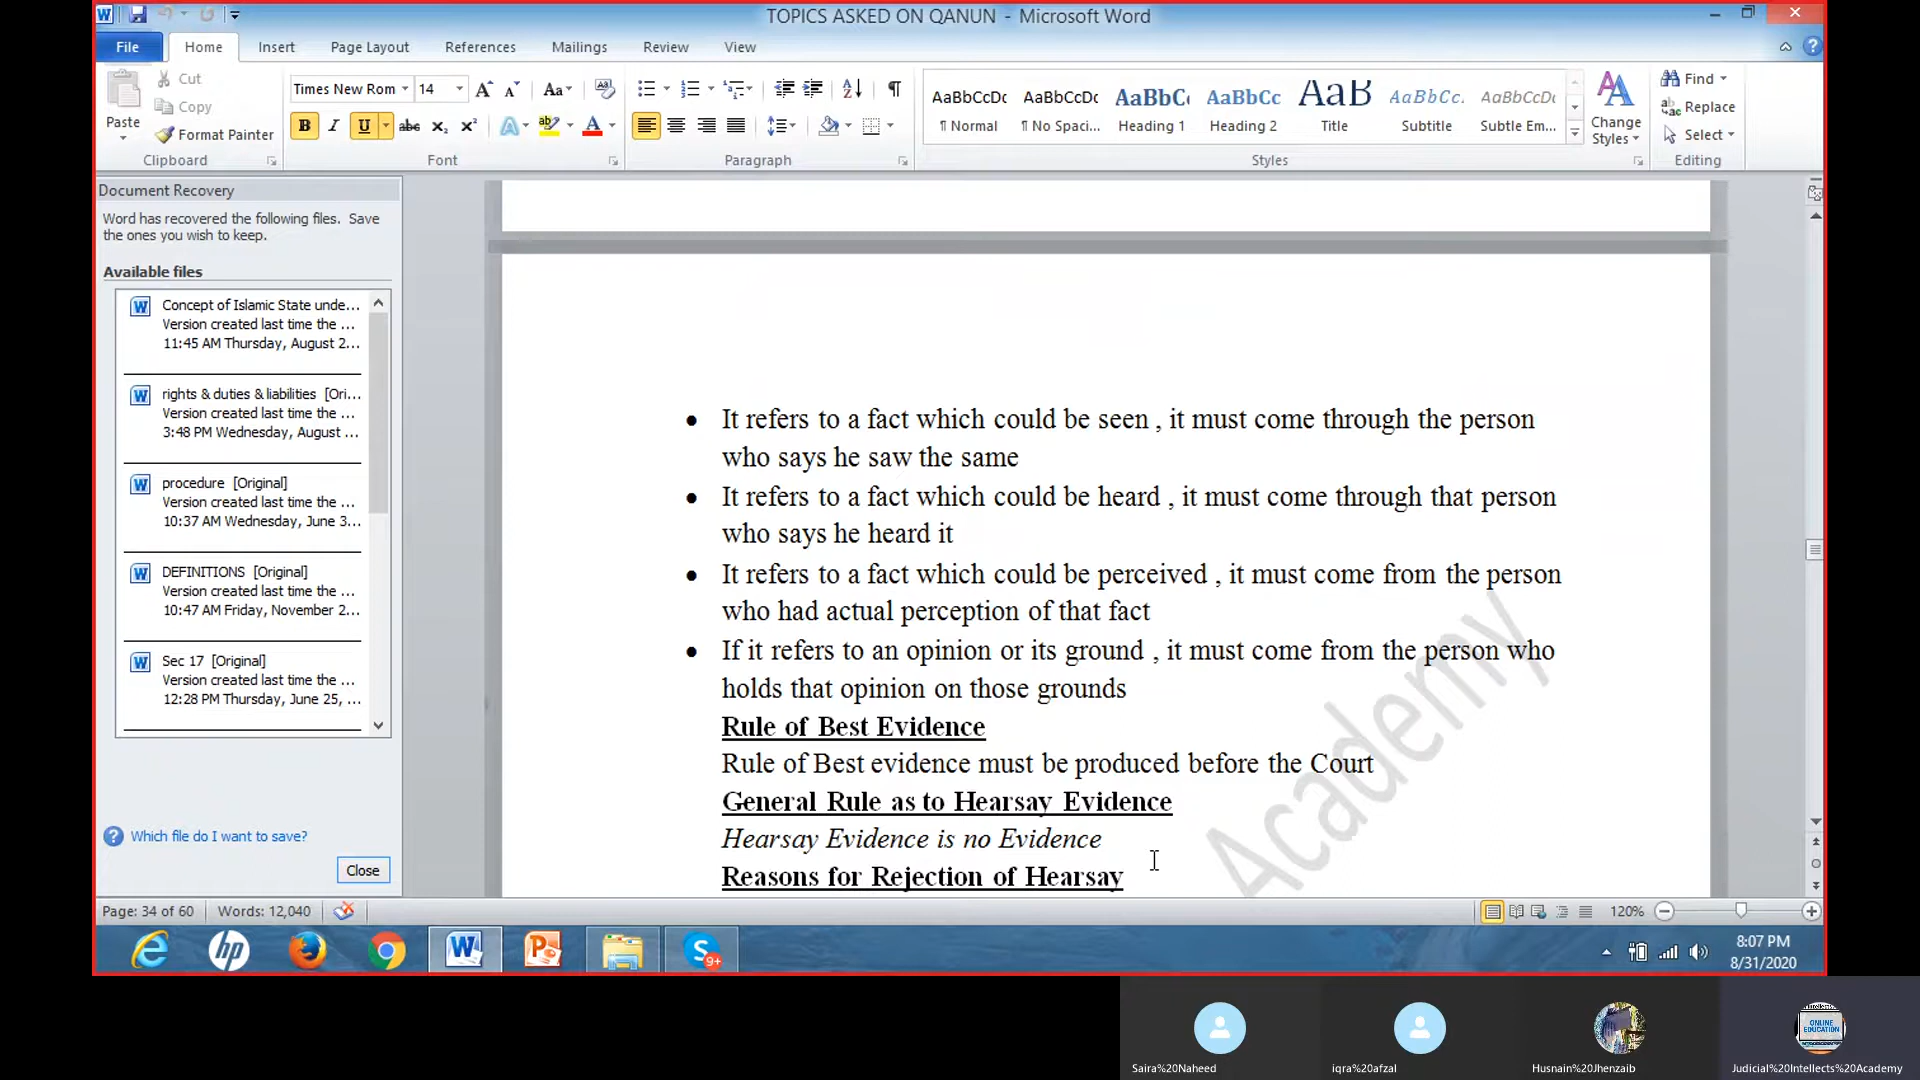 TOPICS ASKED ON QANUN - Microsoft Word
File Home Insert Page Layout References Mailings Review View
Paste
Cut
Copy
Format Painter
Clipboard
Times New Rom 14
Font
Paragraph
AaBbCcDc AaBbCcDc AaBbC AaBbCc AaB AaBbCc. AaBbCcDc
¶ Normal ¶ No Spaci... Heading 1 Heading 2 Title Subtitle Subtle Em...
Styles
Change Styles
Find
Replace
Select
Editing
Document Recovery
Word has recovered the following files. Save
the ones you wish to keep.
Available files
Concept of Islamic State unde...
Version created last time the ...
11:45 AM Thursday, August 2...
rights & duties & liabilities [Ori...
Version created last time the ...
3:48 PM Wednesday, August ...
procedure [Original]
Version created last time the ...
10:37 AM Wednesday, June 3...
DEFINITIONS [Original]
Version created last time the ...
10:47 AM Friday, November 2...
Sec 17 [Original]
Version created last time the ...
12:28 PM Thursday, June 25, ...
Which file do I want to save?
Close
• It refers to a fact which could be seen , it must come through the person
who says he saw the same
• It refers to a fact which could be heard , it must come through that person
who says he heard it
• It refers to a fact which could be perceived , it must come from the person
who had actual perception of that fact
• If it refers to an opinion or its ground , it must come from the person who
holds that opinion on those grounds
Rule of Best Evidence
Rule of Best evidence must be produced before the Court
General Rule as to Hearsay Evidence
Hearsay Evidence is no Evidence
Reasons for Rejection of Hearsay
Academy
Page: 34 of 60 Words: 12,040
120%
9+
8:07 PM
8/31/2020
ONLINE
EDUCATION
Saira%20Naheed
iqra%20afzal
Husnain%20Jhenzaib
Judicial%20Intellects%20Academy